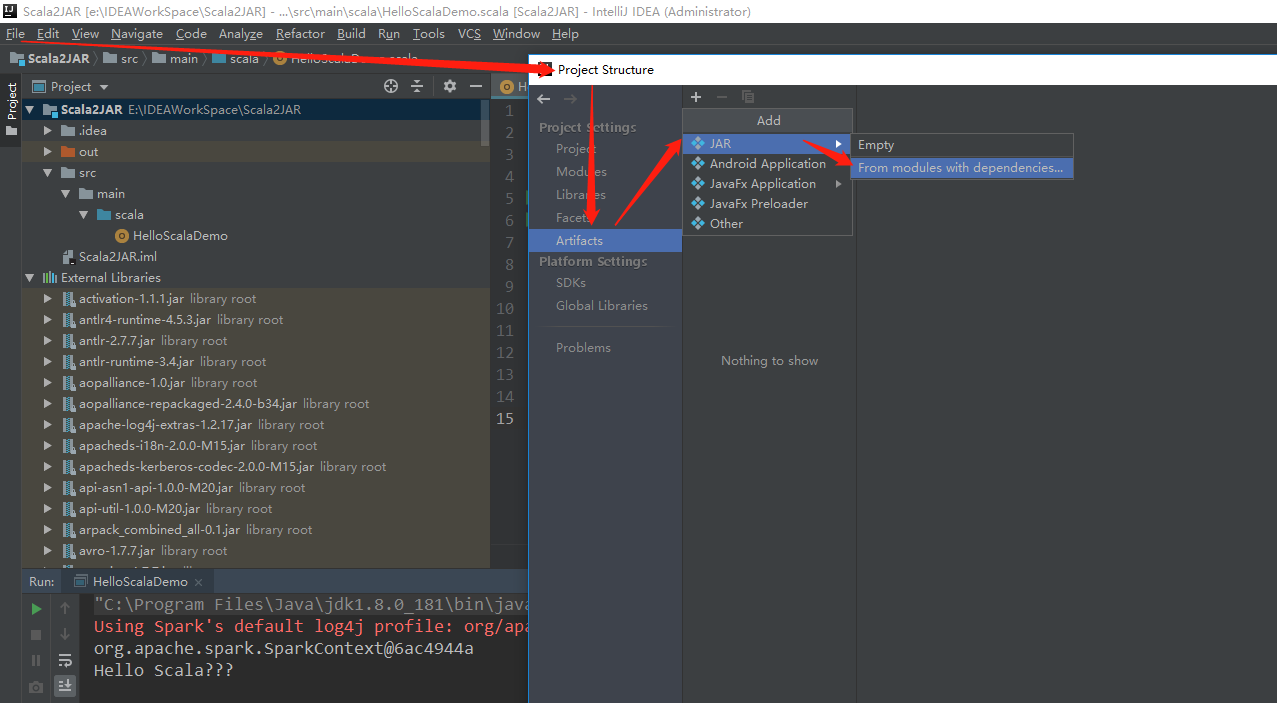 Scala2JAR [e:\IDEAWorkSpace\Scala2JAR] - ...\src\main\scala\HelloScalaDemo.scala [Scala2JAR] - IntelliJ IDEA (Administrator)
File Edit View Navigate Code Analyze Refactor Build Run Tools VCS Window Help
Scala2JAR src main scala HelloScalaDemo.scala
Project
Project
Scala2JAR E:\IDEAWorkSpace\Scala2JAR
.idea
out
src
main
scala
HelloScalaDemo
Scala2JAR.iml
External Libraries
activation-1.1.1.jar library root
antlr4-runtime-4.5.3.jar library root
antlr-2.7.7.jar library root
antlr-runtime-3.4.jar library root
aopalliance-1.0.jar library root
aopalliance-repackaged-2.4.0-b34.jar library root
apache-log4j-extras-1.2.17.jar library root
apacheds-i18n-2.0.0-M15.jar library root
apacheds-kerberos-codec-2.0.0-M15.jar library root
api-asn1-api-1.0.0-M20.jar library root
api-util-1.0.0-M20.jar library root
arpack_combined_all-0.1.jar library root
avro-1.7.7.jar library root
1
2
3
4
5
6
7
8
9
10
11
12
13
14
15
Project Structure
Project Settings
Project
Modules
Libraries
Facets
Artifacts
Platform Settings
SDKs
Global Libraries
Problems
Add
JAR
Android Application
JavaFx Application
JavaFx Preloader
Other
Empty
From modules with dependencies...
Nothing to show
Run: HelloScalaDemo
"C:\Program Files\Java\jdk1.8.0_181\bin\java
Using Spark's default log4j profile: org/apa
org.apache.spark.SparkContext@6ac4944a
Hello Scala???